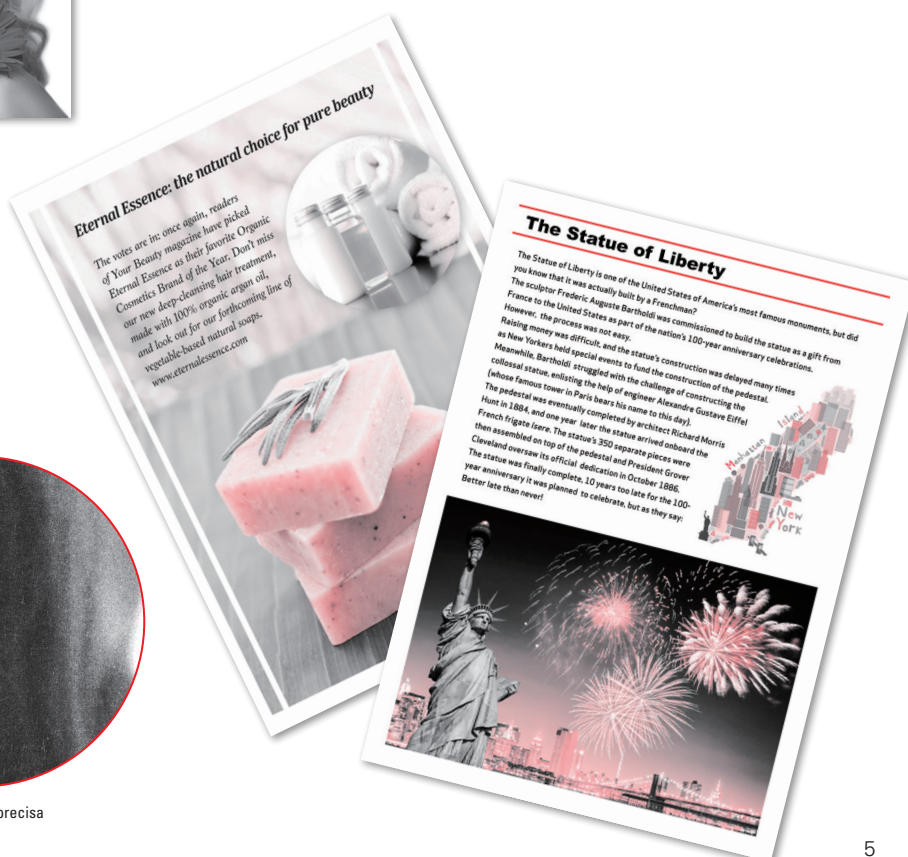 Eternal Essence: the natural choice for pure beauty
The votes are in: once again, readers
of Your Beauty magazine have picked
Eternal Essence as their favorite Organic
Cosmetics Brand of the Year. Don't miss
our new deep-cleansing hair treatment,
made with 100% organic argan oil,
and look out for our forthcoming line of
vegetable-based natural soaps.
www.eternalessence.com
The Statue of Liberty
The Statue of Liberty is one of the United States of America's most famous monuments, but did
you know that it was actually built by a Frenchman?
The sculptor Frederic Auguste Bartholdi was commissioned to build the statue as a gift from
France to the United States as part of the nation's 100-year anniversary celebrations.
However, the process was not easy.
Raising money was difficult, and the statue's construction was delayed many times
as New Yorkers held special events to fund the construction of the pedestal.
Meanwhile, Bartholdi struggled with the challenge of constructing the
collosal statue, enlisting the help of engineer Alexandre Gustave Eiffel
(whose famous tower in Paris bears his name to this day).
The pedestal was eventually completed by architect Richard Morris
Hunt in 1884, and one year later the statue arrived onboard the
French frigate Isere. The statue's 350 separate pieces were
then assembled on top of the pedestal and President Grover
Cleveland oversaw its official dedication in October 1886.
The statue was finally complete, 10 years too late for the 100-
year anniversary it was planned to celebrate, but as they say:
Better late than never!
Manhattan Island
New
York
precisa
5